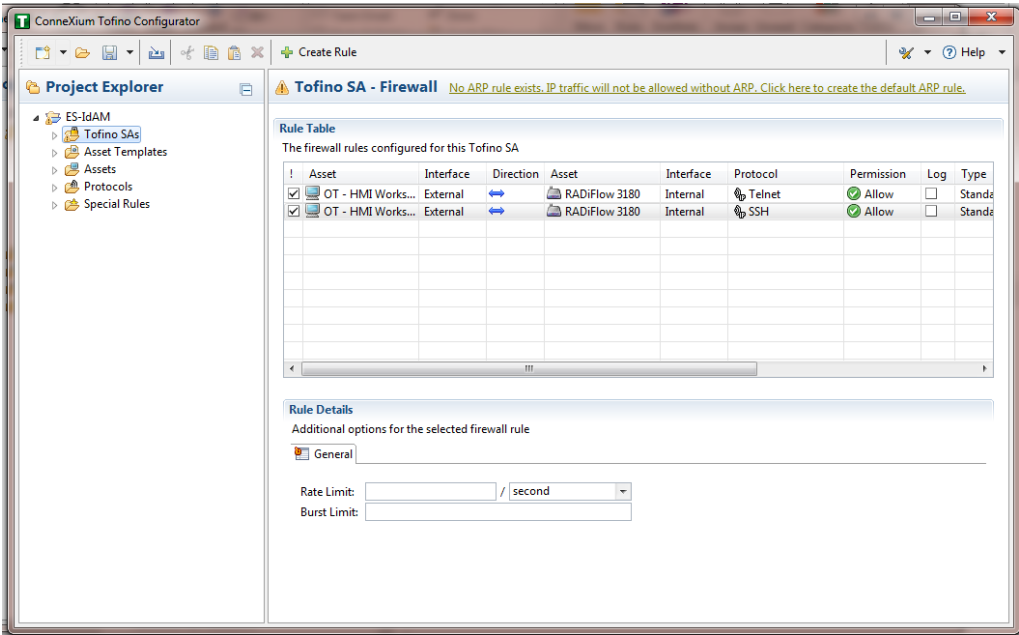 ConneXium Tofino Configurator
Create Rule Help
Project Explorer
ES-IdAM
Tofino SAs
Asset Templates
Assets
Protocols
Special Rules
Tofino SA - Firewall No ARP rule exists. IP traffic will not be allowed without ARP. Click here to create the default ARP rule.
Rule Table
The firewall rules configured for this Tofino SA
! Asset Interface Direction Asset Interface Protocol Permission Log Type
OT - HMI Works... External RADiFlow 3180 Internal Telnet Allow Standa
OT - HMI Works... External RADiFlow 3180 Internal SSH Allow Standa
Rule Details
Additional options for the selected firewall rule
General
Rate Limit: / second
Burst Limit: